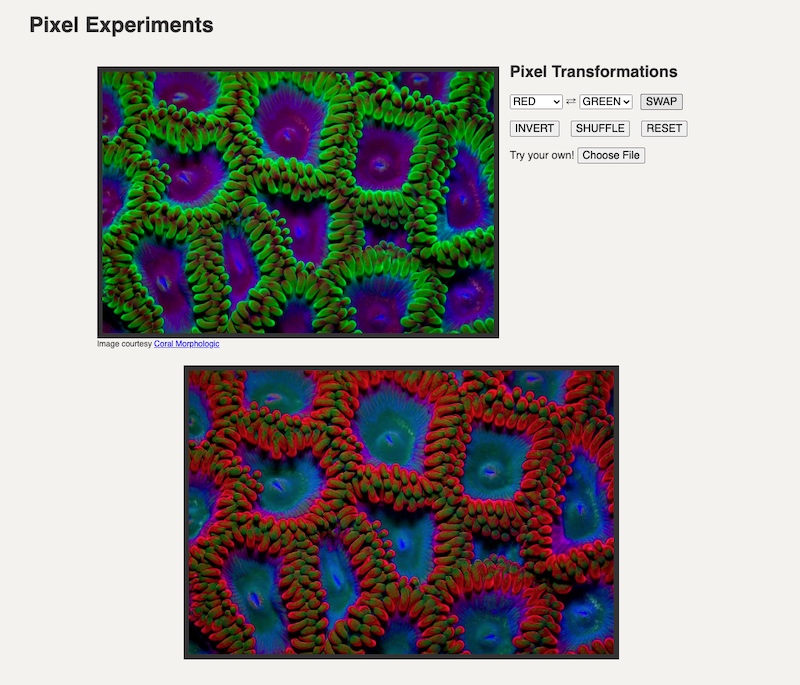 Pixel Experiments
Pixel Transformations
RED ⇄ GREEN SWAP
INVERT SHUFFLE RESET
Try your own! Choose File
Image courtesy Coral Morphologic